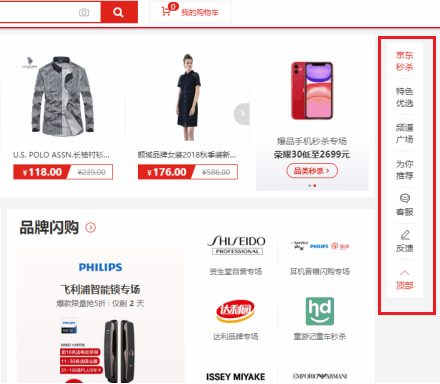 0 我的购物车
京东
秒杀
特色
优选
频道
广场
为你
推荐
客服
反馈
顶部
U.S. POLO ASSN.长袖衬衫...
¥118.00 ¥239.00
颜域品牌女装2018秋季装新...
¥176.00 ¥586.00
爆品手机秒杀专场
荣耀30低至2699元
品类秒杀 >
品牌闪购
PHILIPS
飞利浦智能锁专场
爆款限量抢5折 | 仅剩 2 天
SHISEIDO
PROFESSIONAL
资生堂自营专场
PHILIPS
耳机音箱闪购专场
达利园
达利品牌专场
hd
童游记童车秒杀
ISSEY MIYAKE
EMPORIO ARMANI